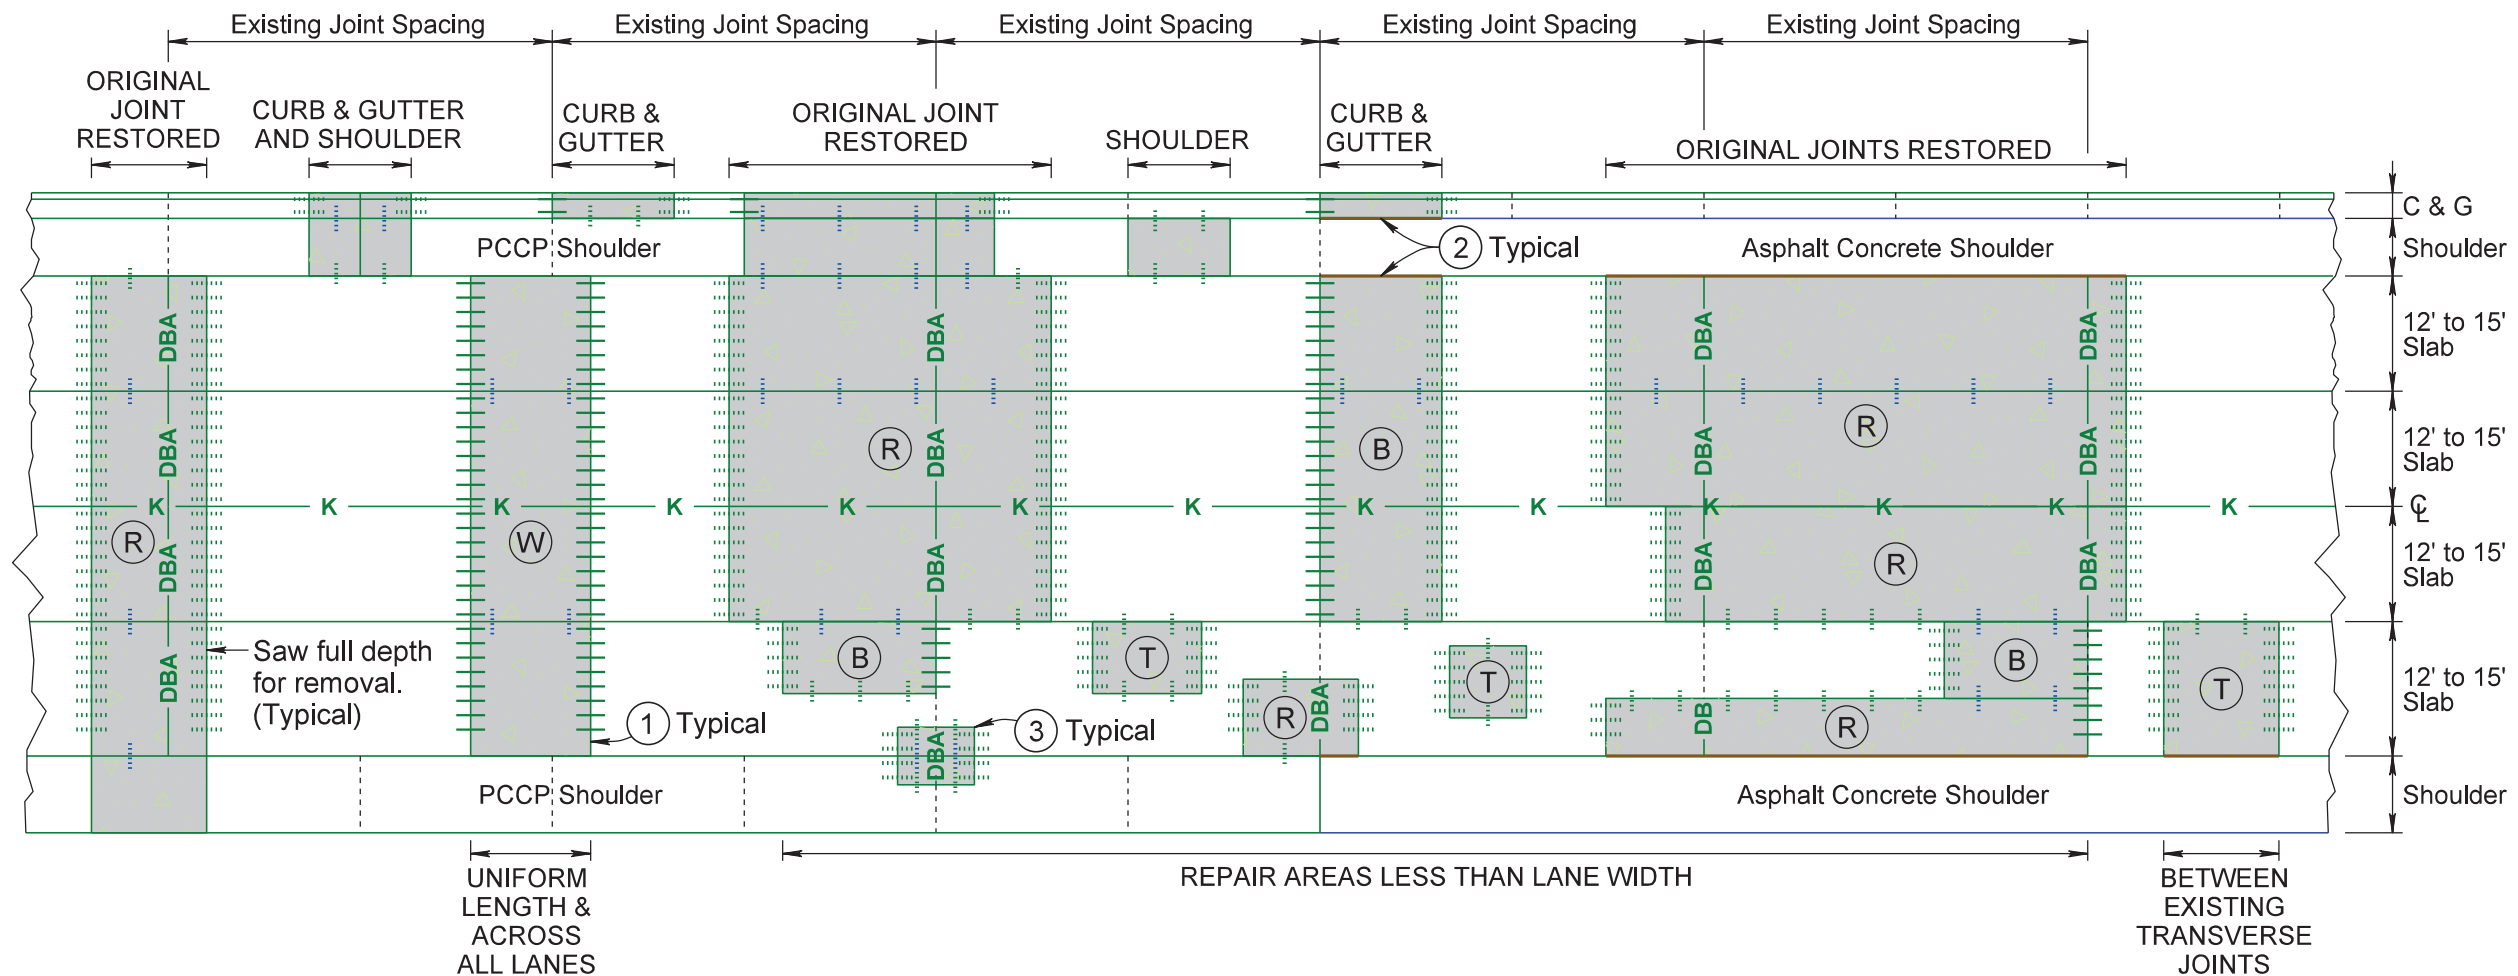 Existing Joint Spacing
Existing Joint Spacing
Existing Joint Spacing
Existing Joint Spacing
Existing Joint Spacing
ORIGINAL
JOINT
RESTORED
CURB & GUTTER
AND SHOULDER
CURB &
GUTTER
ORIGINAL JOINT
RESTORED
SHOULDER
CURB &
GUTTER
ORIGINAL JOINTS RESTORED
C & G
PCCP Shoulder
2 Typical
Asphalt Concrete Shoulder
Shoulder
DBA
DBA
DBA
DBA
12' to 15'
Slab
DBA
DBA
R
B
DBA
R
DBA
12' to 15'
Slab
K
K
K
K
K
K
K
K
K
K
K
K
K
℄
R
DBA
W
DBA
DBA
R
DBA
12' to 15'
Slab
Saw full depth
for removal.
(Typical)
DBA
B
T
T
B
T
12' to 15'
Slab
1 Typical
3 Typical
DBA
R
DBA
DB
R
PCCP Shoulder
Asphalt Concrete Shoulder
Shoulder
UNIFORM
LENGTH &
ACROSS
ALL LANES
REPAIR AREAS LESS THAN LANE WIDTH
BETWEEN
EXISTING
TRANSVERSE
JOINTS